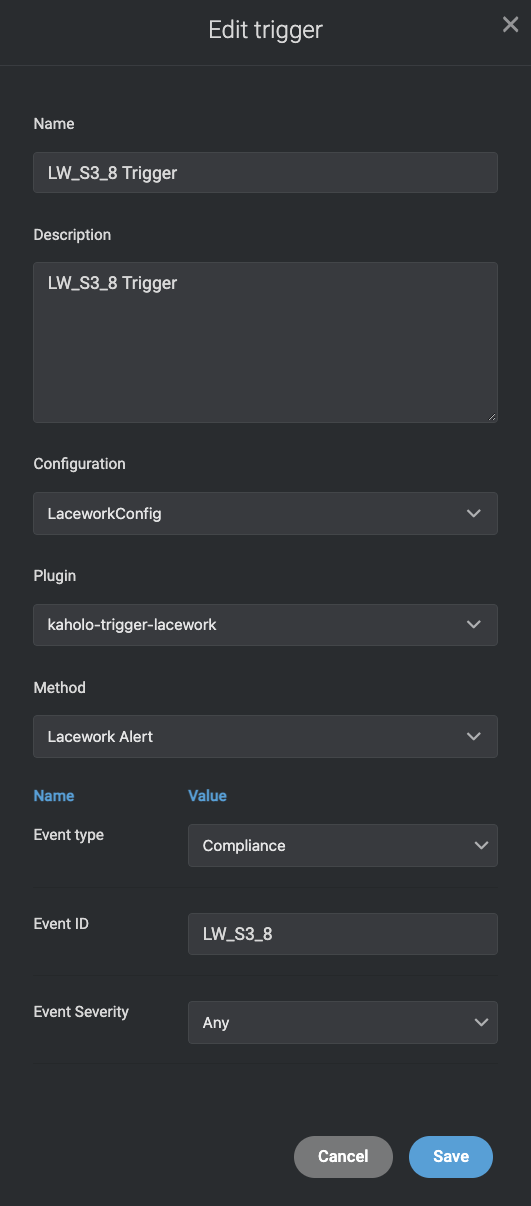 Edit trigger
Name
LW_S3_8 Trigger
Description
LW_S3_8 Trigger
Configuration
LaceworkConfig
Plugin
kaholo-trigger-lacework
Method
Lacework Alert
Name Value
Event type Compliance
Event ID LW_S3_8
Event Severity Any
Cancel Save